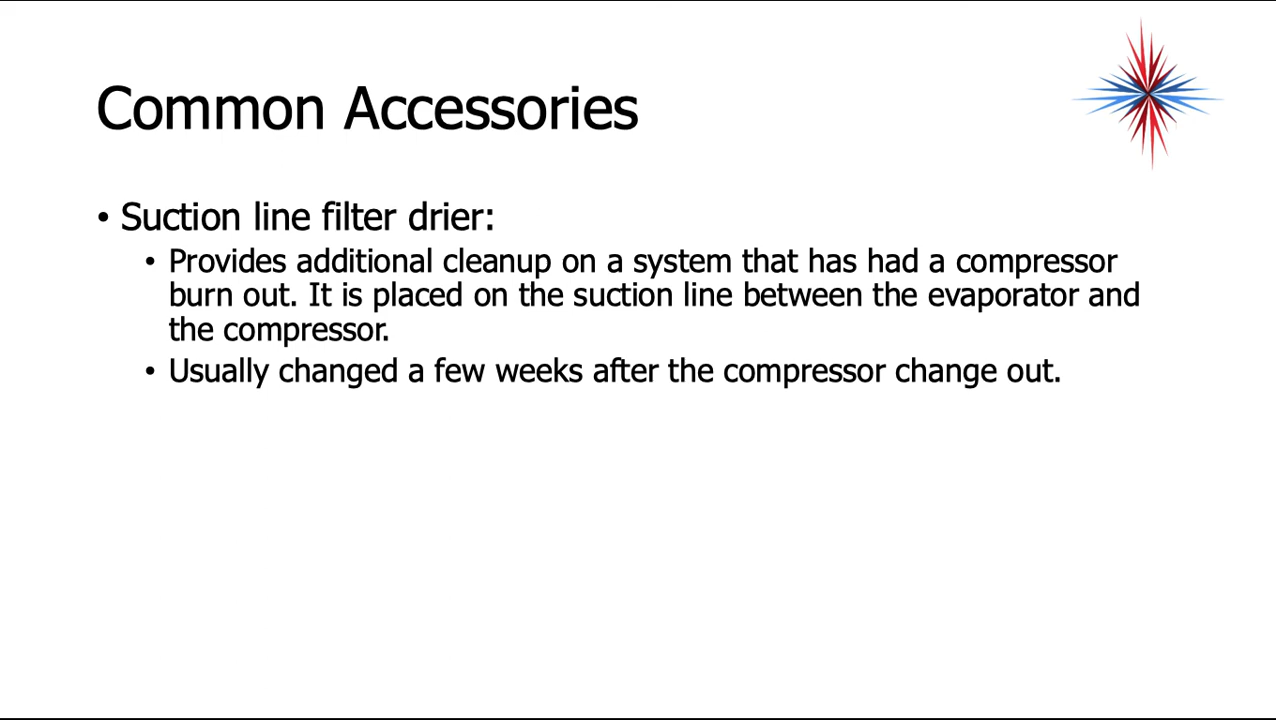 Common Accessories
• Suction line filter drier:
• Provides additional cleanup on a system that has had a compressor
burn out. It is placed on the suction line between the evaporator and
the compressor.
• Usually changed a few weeks after the compressor change out.